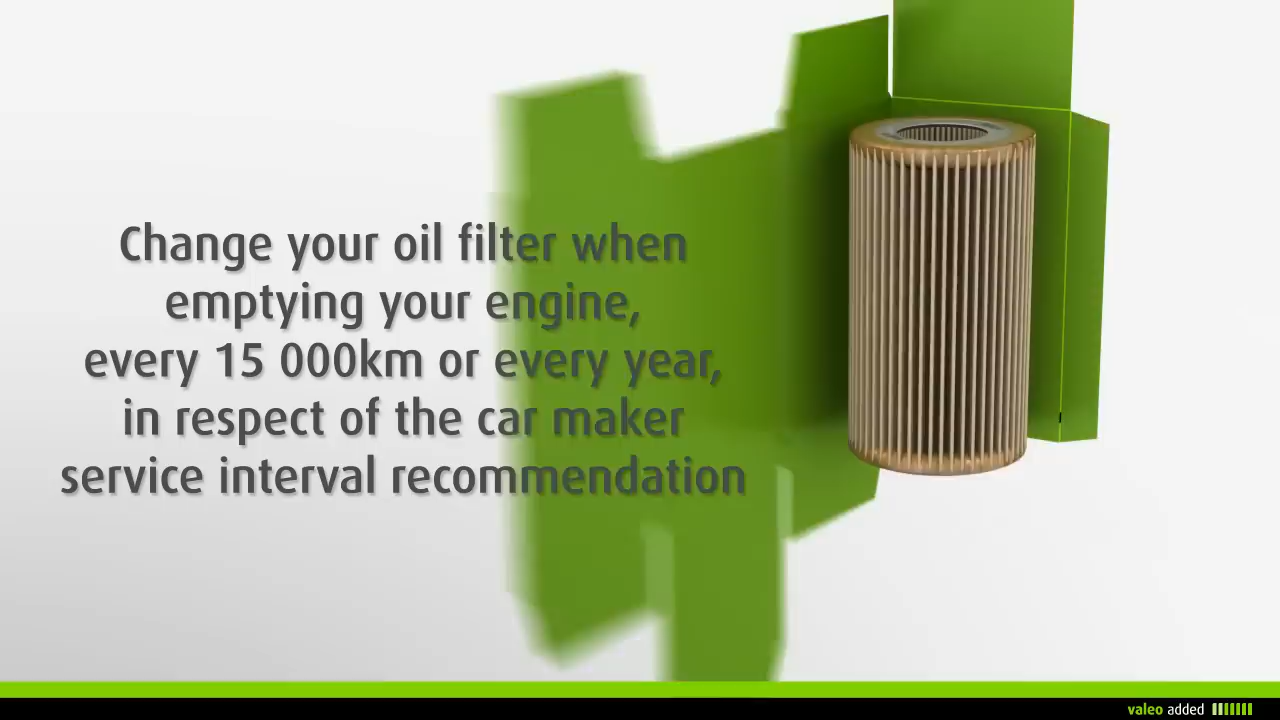 Change your oil filter when
emptying your engine,
every 15 000km or every year,
in respect of the car maker
service interval recommendation
valeo added